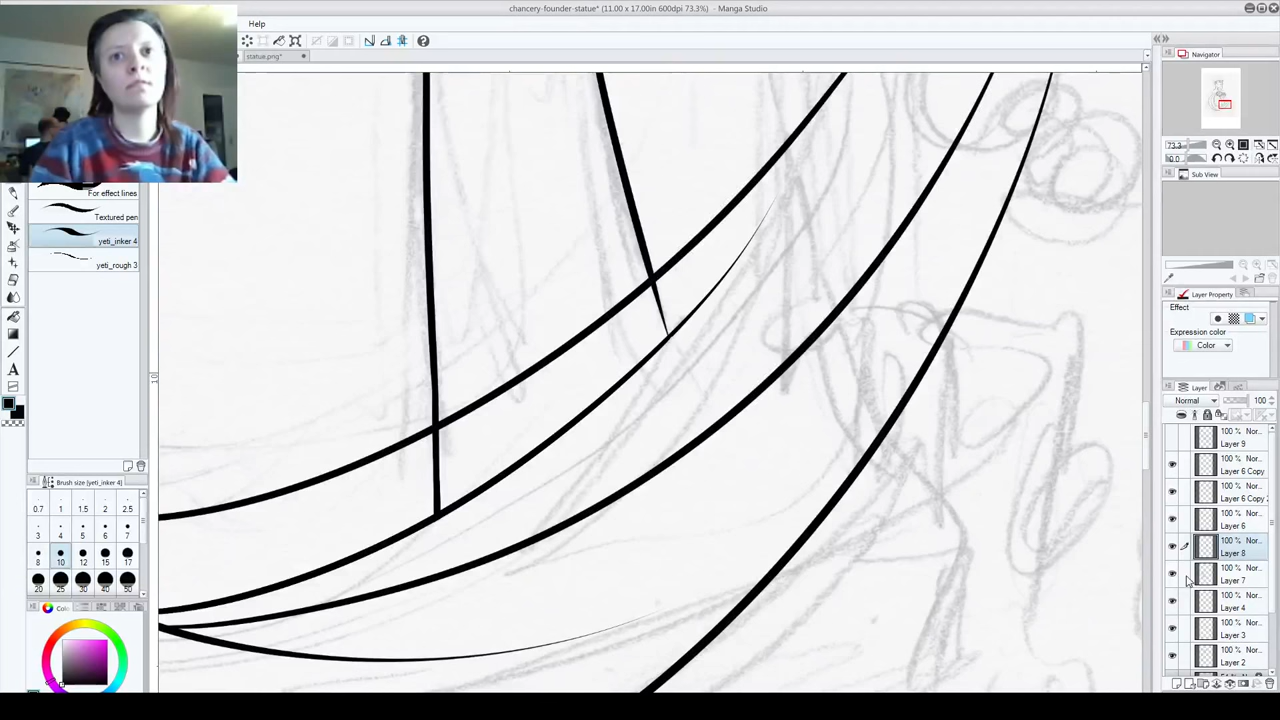 chancery-founder-statue* (11.00 x 17.00in 600dpi 73.3%) - Manga Studio
Help
statue.png*
Navigator
73.3
0.0
Sub View
For effect lines
Textured pen
yeti_inker 4
yeti_rough 3
Layer Property
Effect
Expression color
Color
Layer
Normal
100
100 % Nor...
Layer 9
100 % Nor...
Layer 6 Copy
100 % Nor...
Layer 6 Copy
100 % Nor...
Layer 6
100 % Nor...
Layer 8
100 % Nor...
Layer 7
100 % Nor...
Layer 4
100 % Nor...
Layer 3
100 % Nor...
Layer 2
Brush size (yeti_inker 4)
0.7 1 1.5 2 2.5
3 4 5 6 7
8 10 12 15 17
20 25 30 40 50
A